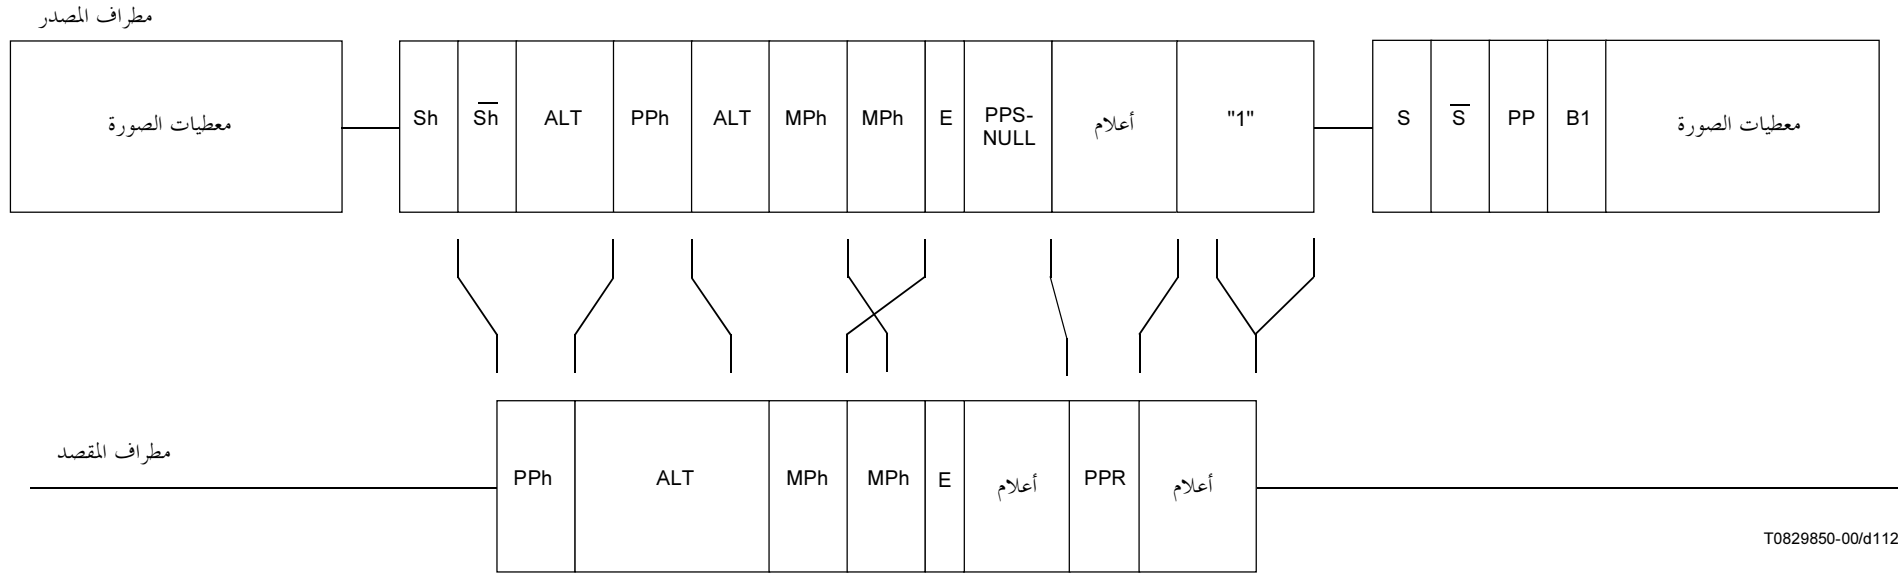 مطراف المصدر
معطيات الصورة
Sh
S̅h̅
ALT
PPh
ALT
MPh
MPh
E
PPS-
NULL
أعلام
"1"
S
S̅
PP
B1
معطيات الصورة
مطراف المقصد
PPh
ALT
MPh
MPh
E
أعلام
PPR
أعلام
T0829850-00/d112